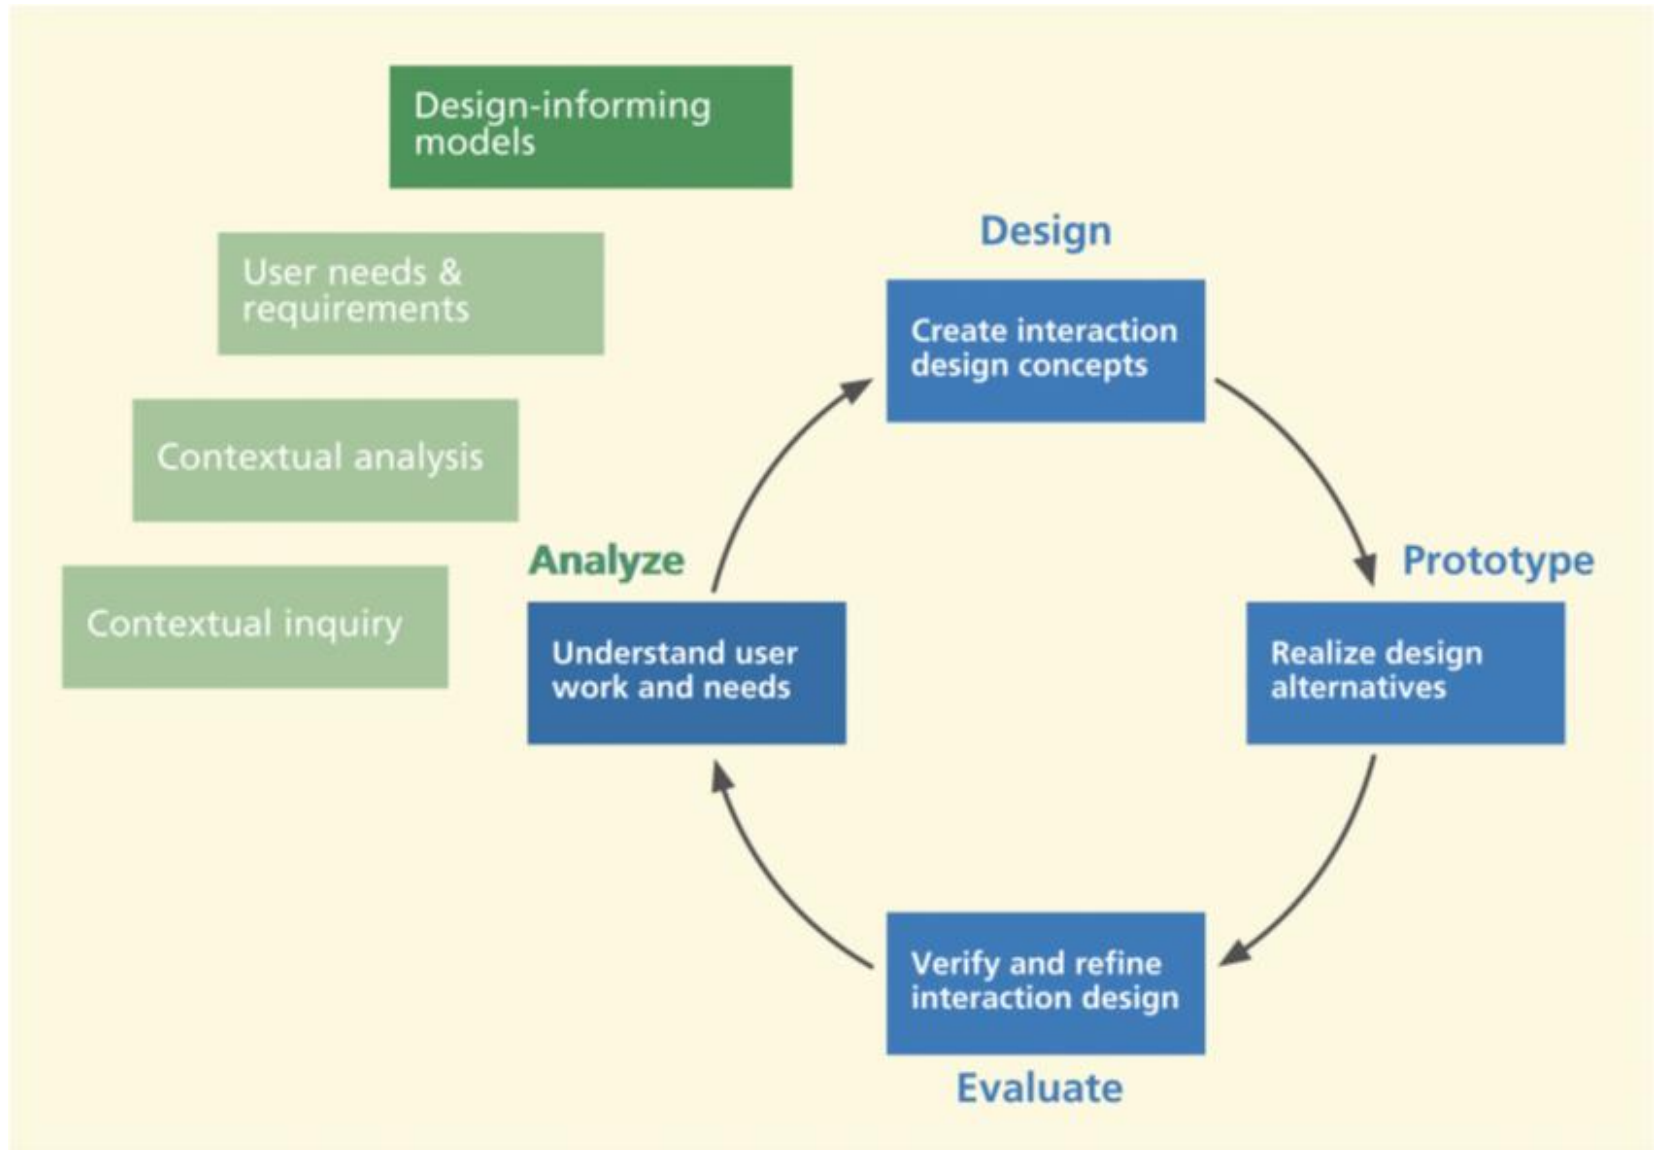 Design-informing
models
User needs &
requirements
Contextual analysis
Contextual inquiry
Analyze
Understand user
work and needs
Design
Create interaction
design concepts
Prototype
Realize design
alternatives
Verify and refine
interaction design
Evaluate